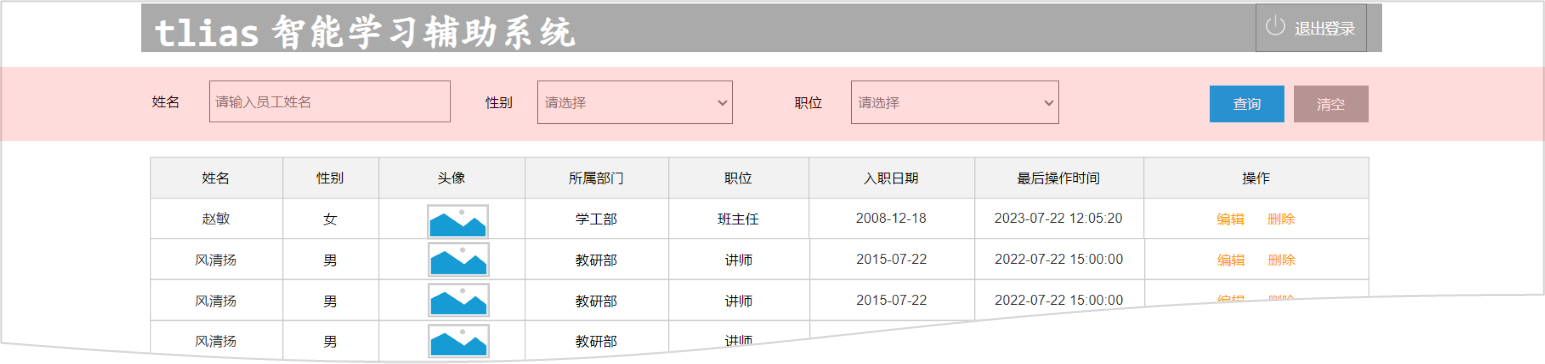 tlias 智能学习辅助系统 退出登录
姓名 请输入员工姓名 性别 请选择 职位 请选择 查询 清空
姓名 性别 头像 所属部门 职位 入职日期 最后操作时间 操作
赵敏 女 学工部 班主任 2008-12-18 2023-07-22 12:05:20 编辑 删除
风清扬 男 教研部 讲师 2015-07-22 2022-07-22 15:00:00 编辑 删除
风清扬 男 教研部 讲师 2015-07-22 2022-07-22 15:00:00 编辑 删除
风清扬 男 教研部 讲师